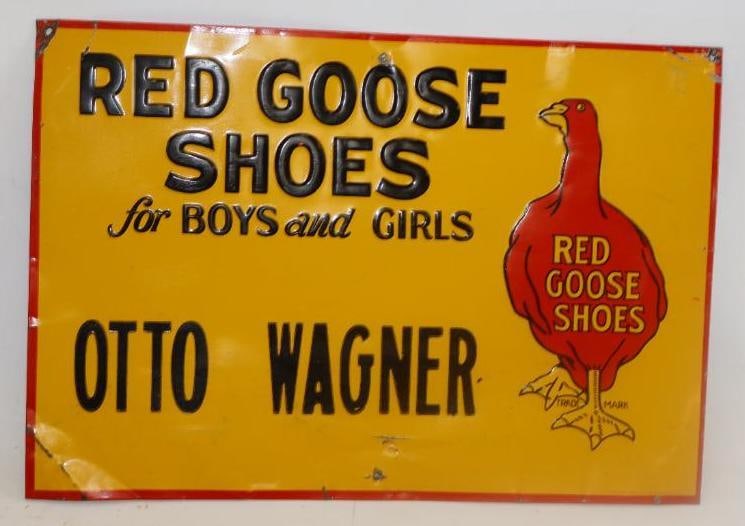 RED GOOSE
SHOES
for BOYS and GIRLS
OTTO WAGNER
RED
GOOSE
SHOES
TRADE MARK